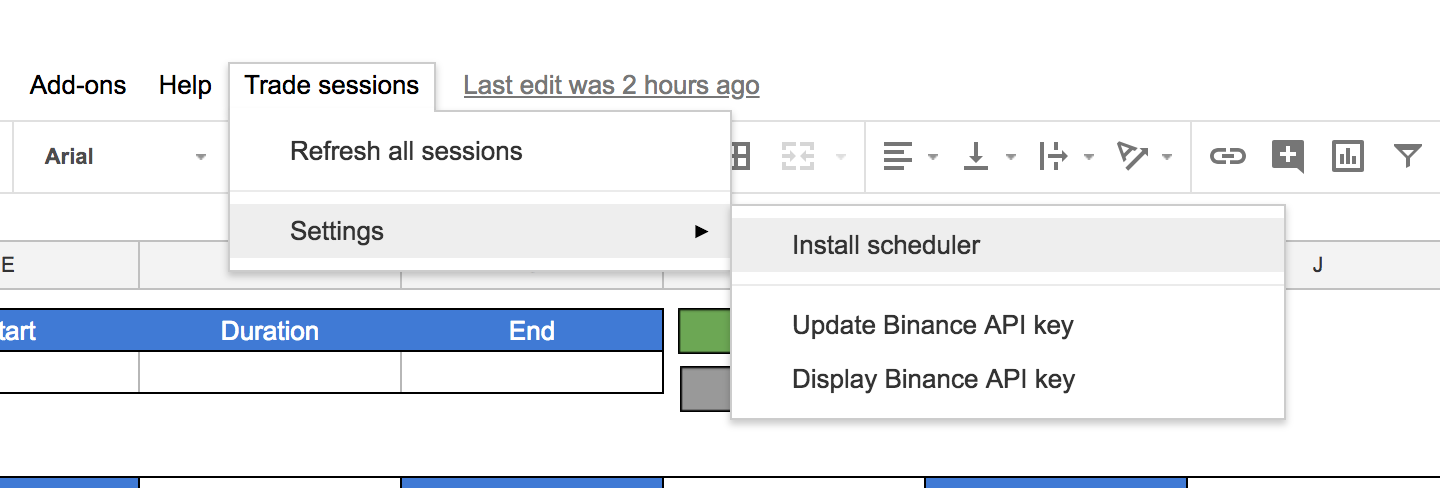 Add-ons Help Trade sessions Last edit was 2 hours ago
Arial
Refresh all sessions
Settings
Install scheduler
E J
tart Duration End
Update Binance API key
Display Binance API key